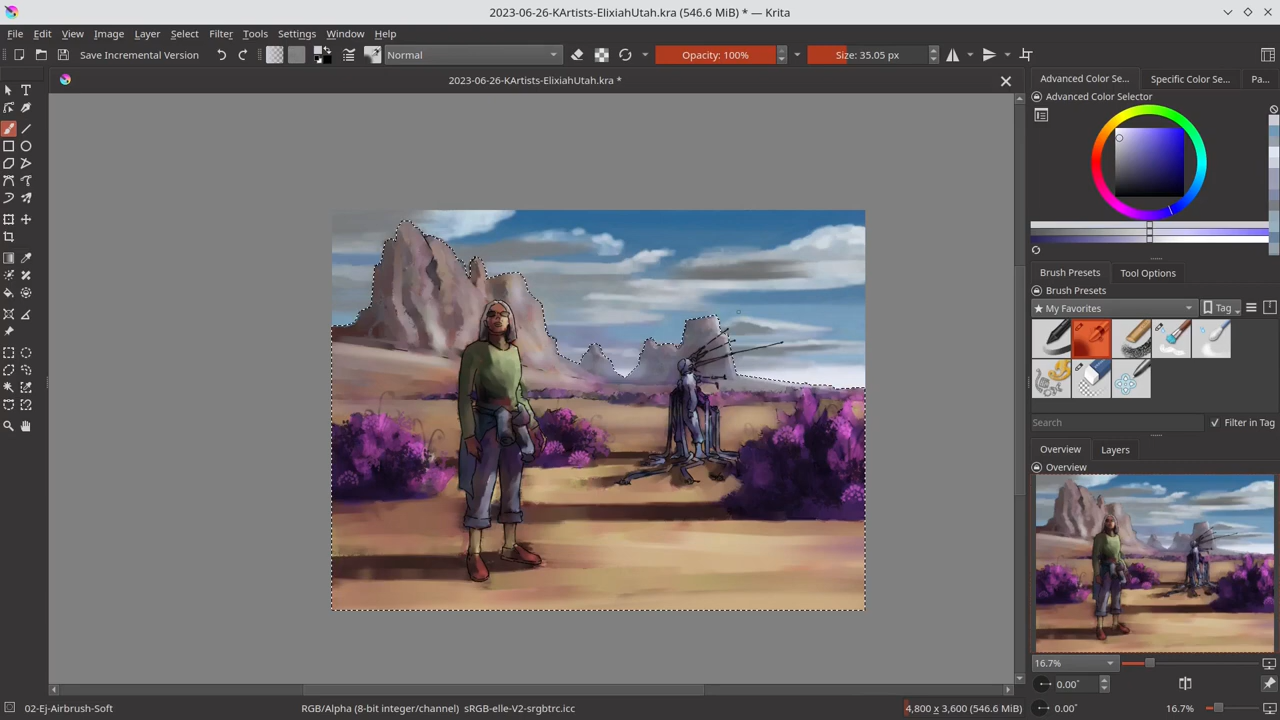 2023-06-26-KArtists-ElixiahUtah.kra (546.6 MiB) * — Krita
File Edit View Image Layer Select Filter Tools Settings Window Help
Save Incremental Version Normal Opacity: 100% Size: 35.05 px
2023-06-26-KArtists-ElixiahUtah.kra *
Advanced Color Se... Specific Color Se... Pa...
Advanced Color Selector
Brush Presets Tool Options
Brush Presets
My Favorites Tag
Search Filter in Tag
Overview Layers
Overview
16.7%
0.00°
02-Ej-Airbrush-Soft RGB/Alpha (8-bit integer/channel) sRGB-elle-V2-srgbtrc.icc 4,800 x 3,600 (546.6 MiB) 0.00° 16.7%